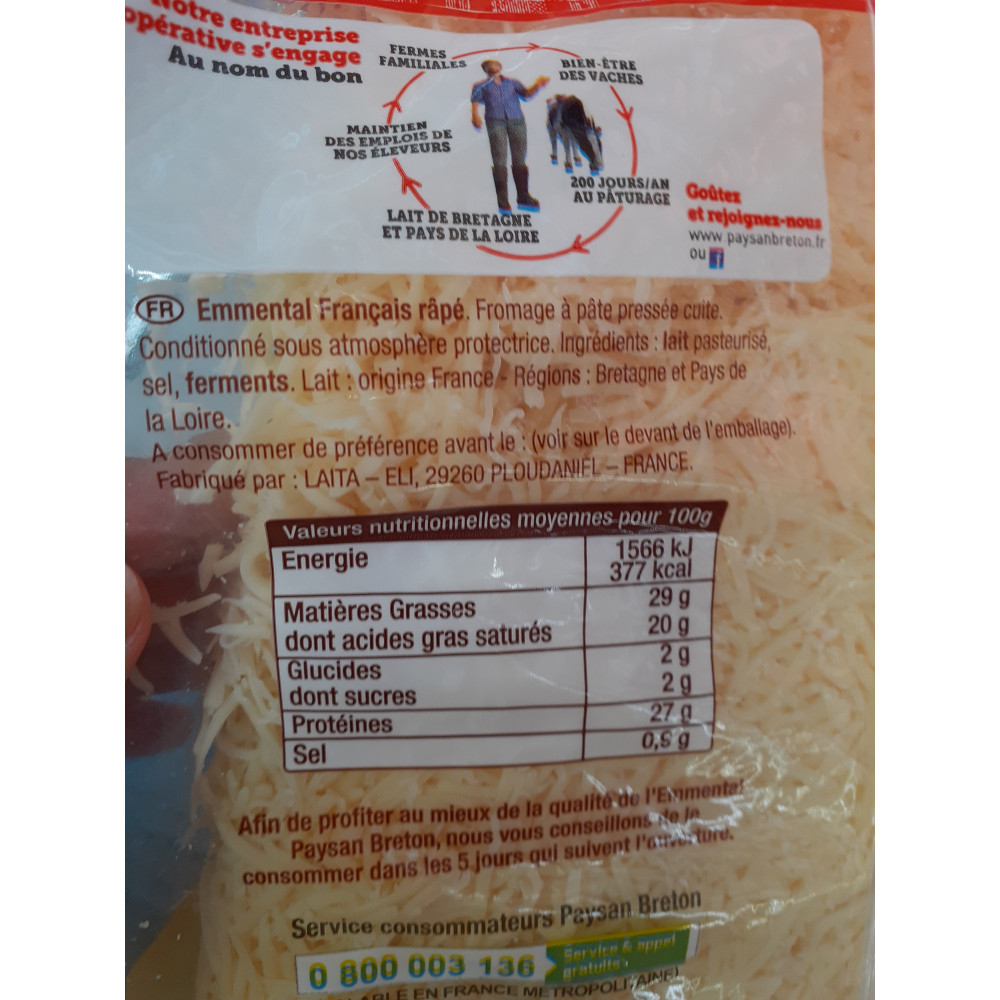 Notre entreprise
opérative s'engage
Au nom du bon
FERMES
FAMILIALES
BIEN-ÊTRE
DES VACHES
MAINTIEN
DES EMPLOIS DE
NOS ÉLEVEURS
200 JOURS/AN
AU PÂTURAGE
LAIT DE BRETAGNE
ET PAYS DE LA LOIRE
Goûtez
et rejoignez-nous
www.paysanbreton.fr
ou f
FR Emmental Français râpé. Fromage à pâte pressée cuite.
Conditionné sous atmosphère protectrice. Ingrédients : lait pasteurisé,
sel, ferments. Lait : origine France - Régions : Bretagne et Pays de
la Loire.
A consommer de préférence avant le : (voir sur le devant de l'emballage).
Fabriqué par : LAITA – ELI, 29260 PLOUDANIEL – FRANCE.
Valeurs nutritionnelles moyennes pour 100g
Energie 1566 kJ
377 kcal
Matières Grasses 29 g
dont acides gras saturés 20 g
Glucides 2 g
dont sucres 2 g
Protéines 27 g
Sel
Afin de profiter au mieux de la qualité de l'Emmental
Paysan Breton, nous vous conseillons de le
consommer dans les 5 jours qui suivent l'ouverture.
Service consommateurs Paysan Breton
0 800 003 136 Service & appel
gratuits
EN FRANCE METROPOLITAINE)